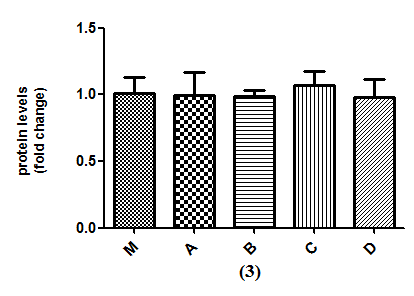 protein levels
(fold change)
1.5
1.0
0.5
0.0
M
A
B
C
D
(3)